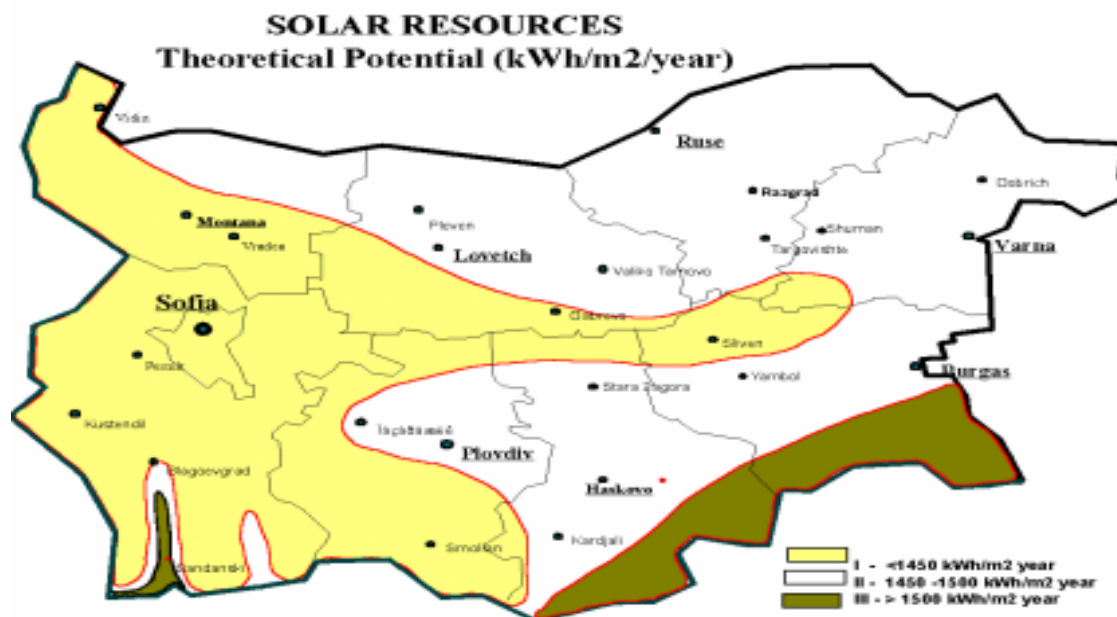 SOLAR RESOURCES
Theoretical Potential (kWh/m2/year)
Vidin
Ruse
Razgrad
Dobrich
Montana
Pleven
Vratca
Shuman
Lovetch
Targovishte
Varna
Veliko Tarnovo
Sofia
Gabrovo
Sliven
Pernik
Burgas
Yambol
Stara Zagora
Kustendil
Plovdiv
Blagoevgrad
Haskovo
Kardjali
Smolian
Sandanski
I - <1450 kWh/m2 year
II - 1450 -1500 kWh/m2 year
III - > 1500 kWh/m2 year